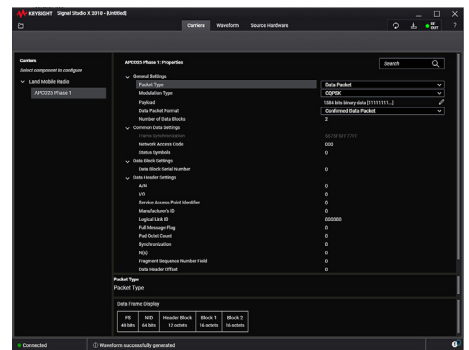 KEYSIGHT Signal Studio X 2018 - [Untitled]
Carriers Waveform Source Hardware
RF OUT
Carriers
Select component to configure
Land Mobile Radio
APCO25 Phase 1
APCO25 Phase 1: Properties
Search
General Settings
Packet Type Data Packet
Modulation Type CQPSK
Payload 1584 bits binary data [11111111...]
Data Packet Format Confirmed Data Packet
Number of Data Blocks 2
Common Data Settings
Frame Synchronization
Network Access Code 000
Status Symbols 0
Data Block Settings
Data Block Serial Number 0
Data Header Settings
A/N 0
I/O 0
Service Access Point Identifier 0
Manufacturer's ID 0
Logical Link ID 000000
Full Message Flag 0
Pad Octet Count 0
Synchronization 0
N(s) 0
Fragment Sequence Number Field 0
Data Header Offset 0
Packet Type
Packet Type
Data Frame Display
FS NID Header Block Block 1 Block 2
48 bits 64 bits 12 octets 16 octets 16 octets
Connected Waveform successfully generated